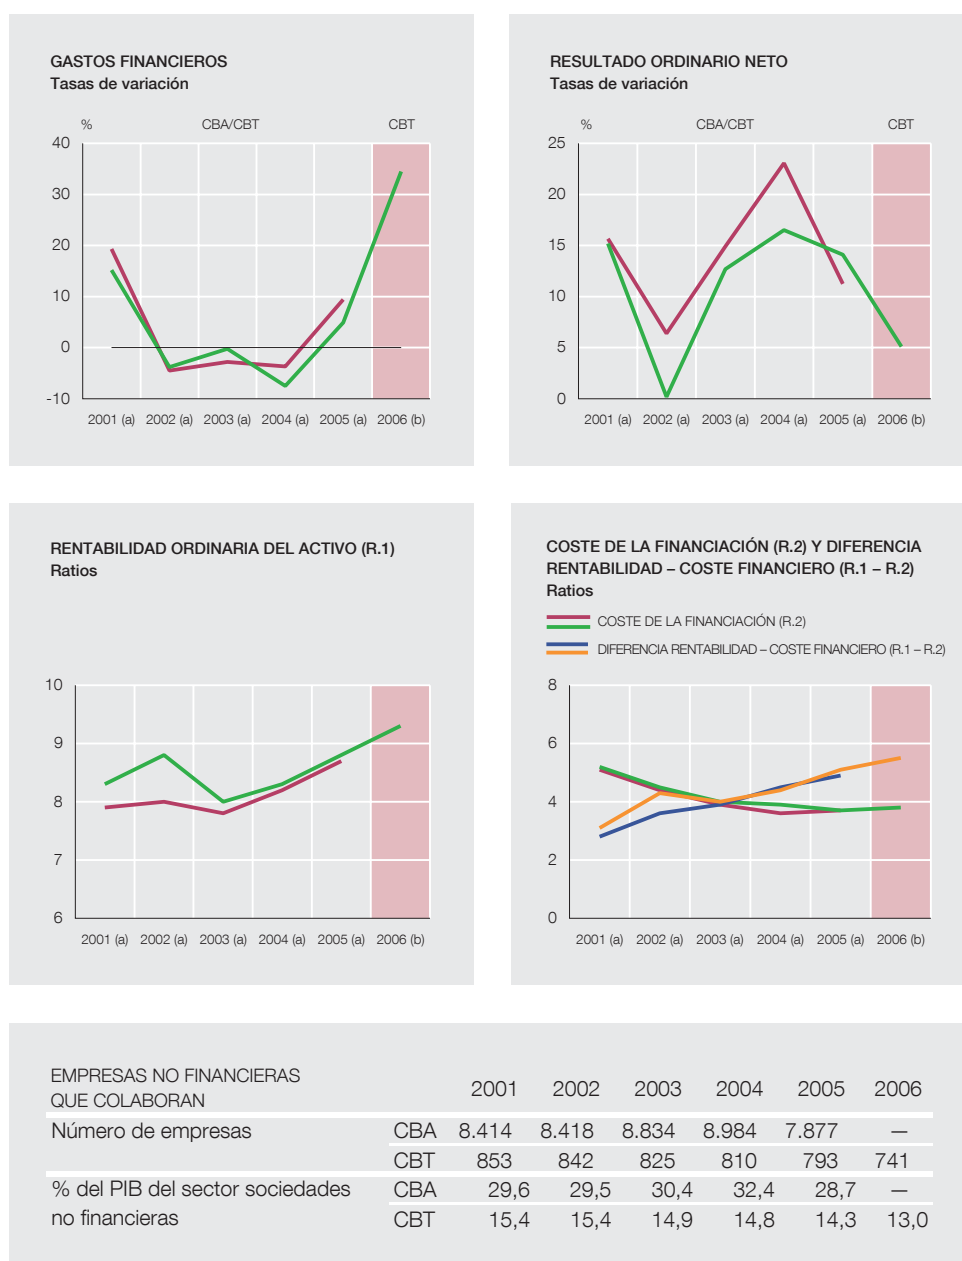 GASTOS FINANCIEROS
Tasas de variación
% CBA/CBT CBT
40
30
20
10
0
-10
2001 (a) 2002 (a) 2003 (a) 2004 (a) 2005 (a) 2006 (b)
RESULTADO ORDINARIO NETO
Tasas de variación
% CBA/CBT CBT
25
20
15
10
5
0
2001 (a) 2002 (a) 2003 (a) 2004 (a) 2005 (a) 2006 (b)
RENTABILIDAD ORDINARIA DEL ACTIVO (R.1)
Ratios
10
9
8
7
6
2001 (a) 2002 (a) 2003 (a) 2004 (a) 2005 (a) 2006 (b)
COSTE DE LA FINANCIACIÓN (R.2) Y DIFERENCIA
RENTABILIDAD – COSTE FINANCIERO (R.1 – R.2)
Ratios
COSTE DE LA FINANCIACIÓN (R.2)
DIFERENCIA RENTABILIDAD – COSTE FINANCIERO (R.1 – R.2)
8
6
4
2
0
2001 (a) 2002 (a) 2003 (a) 2004 (a) 2005 (a) 2006 (b)
EMPRESAS NO FINANCIERAS
QUE COLABORAN 2001 2002 2003 2004 2005 2006
Número de empresas CBA 8.414 8.418 8.834 8.984 7.877 —
CBT 853 842 825 810 793 741
% del PIB del sector sociedades CBA 29,6 29,5 30,4 32,4 28,7 —
no financieras CBT 15,4 15,4 14,9 14,8 14,3 13,0